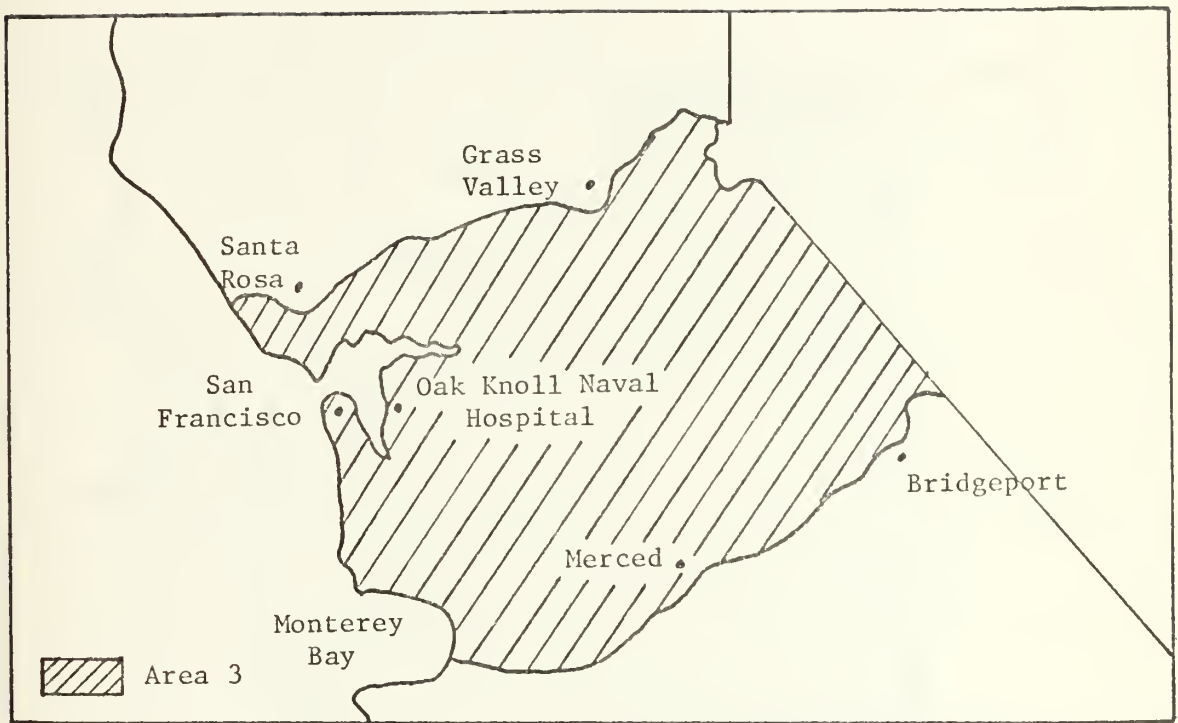 Grass
Valley
Santa
Rosa
San
Francisco
Oak Knoll Naval
Hospital
Bridgeport
Merced
Monterey
Bay
Area 3